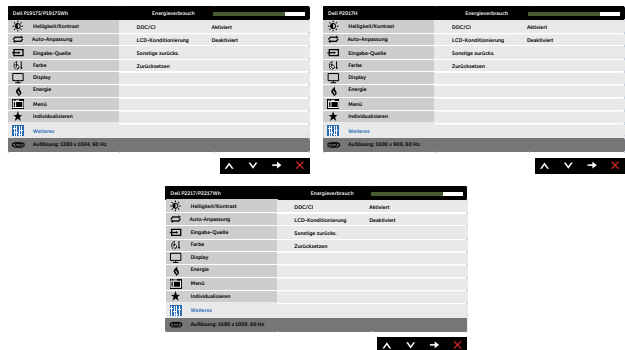 Dell P1917S/P1917SWh Energieverbrauch
Helligkeit/Kontrast DDC/CI Aktiviert
Auto-Anpassung LCD-Konditionierung Deaktiviert
Eingabe-Quelle Sonstige zurücks.
Farbe Zurücksetzen
Display
Energie
Menü
Individualisieren
Weiteres
Auflösung: 1280 x 1024, 60 Hz
Dell P2017H Energieverbrauch
Helligkeit/Kontrast DDC/CI Aktiviert
Auto-Anpassung LCD-Konditionierung Deaktiviert
Eingabe-Quelle Sonstige zurücks.
Farbe Zurücksetzen
Display
Energie
Menü
Individualisieren
Weiteres
Auflösung: 1600 x 900, 60 Hz
Dell P2217/P2217Wh Energieverbrauch
Helligkeit/Kontrast DDC/CI Aktiviert
Auto-Anpassung LCD-Konditionierung Deaktiviert
Eingabe-Quelle Sonstige zurücks.
Farbe Zurücksetzen
Display
Energie
Menü
Individualisieren
Weiteres
Auflösung: 1680 x 1050, 60 Hz